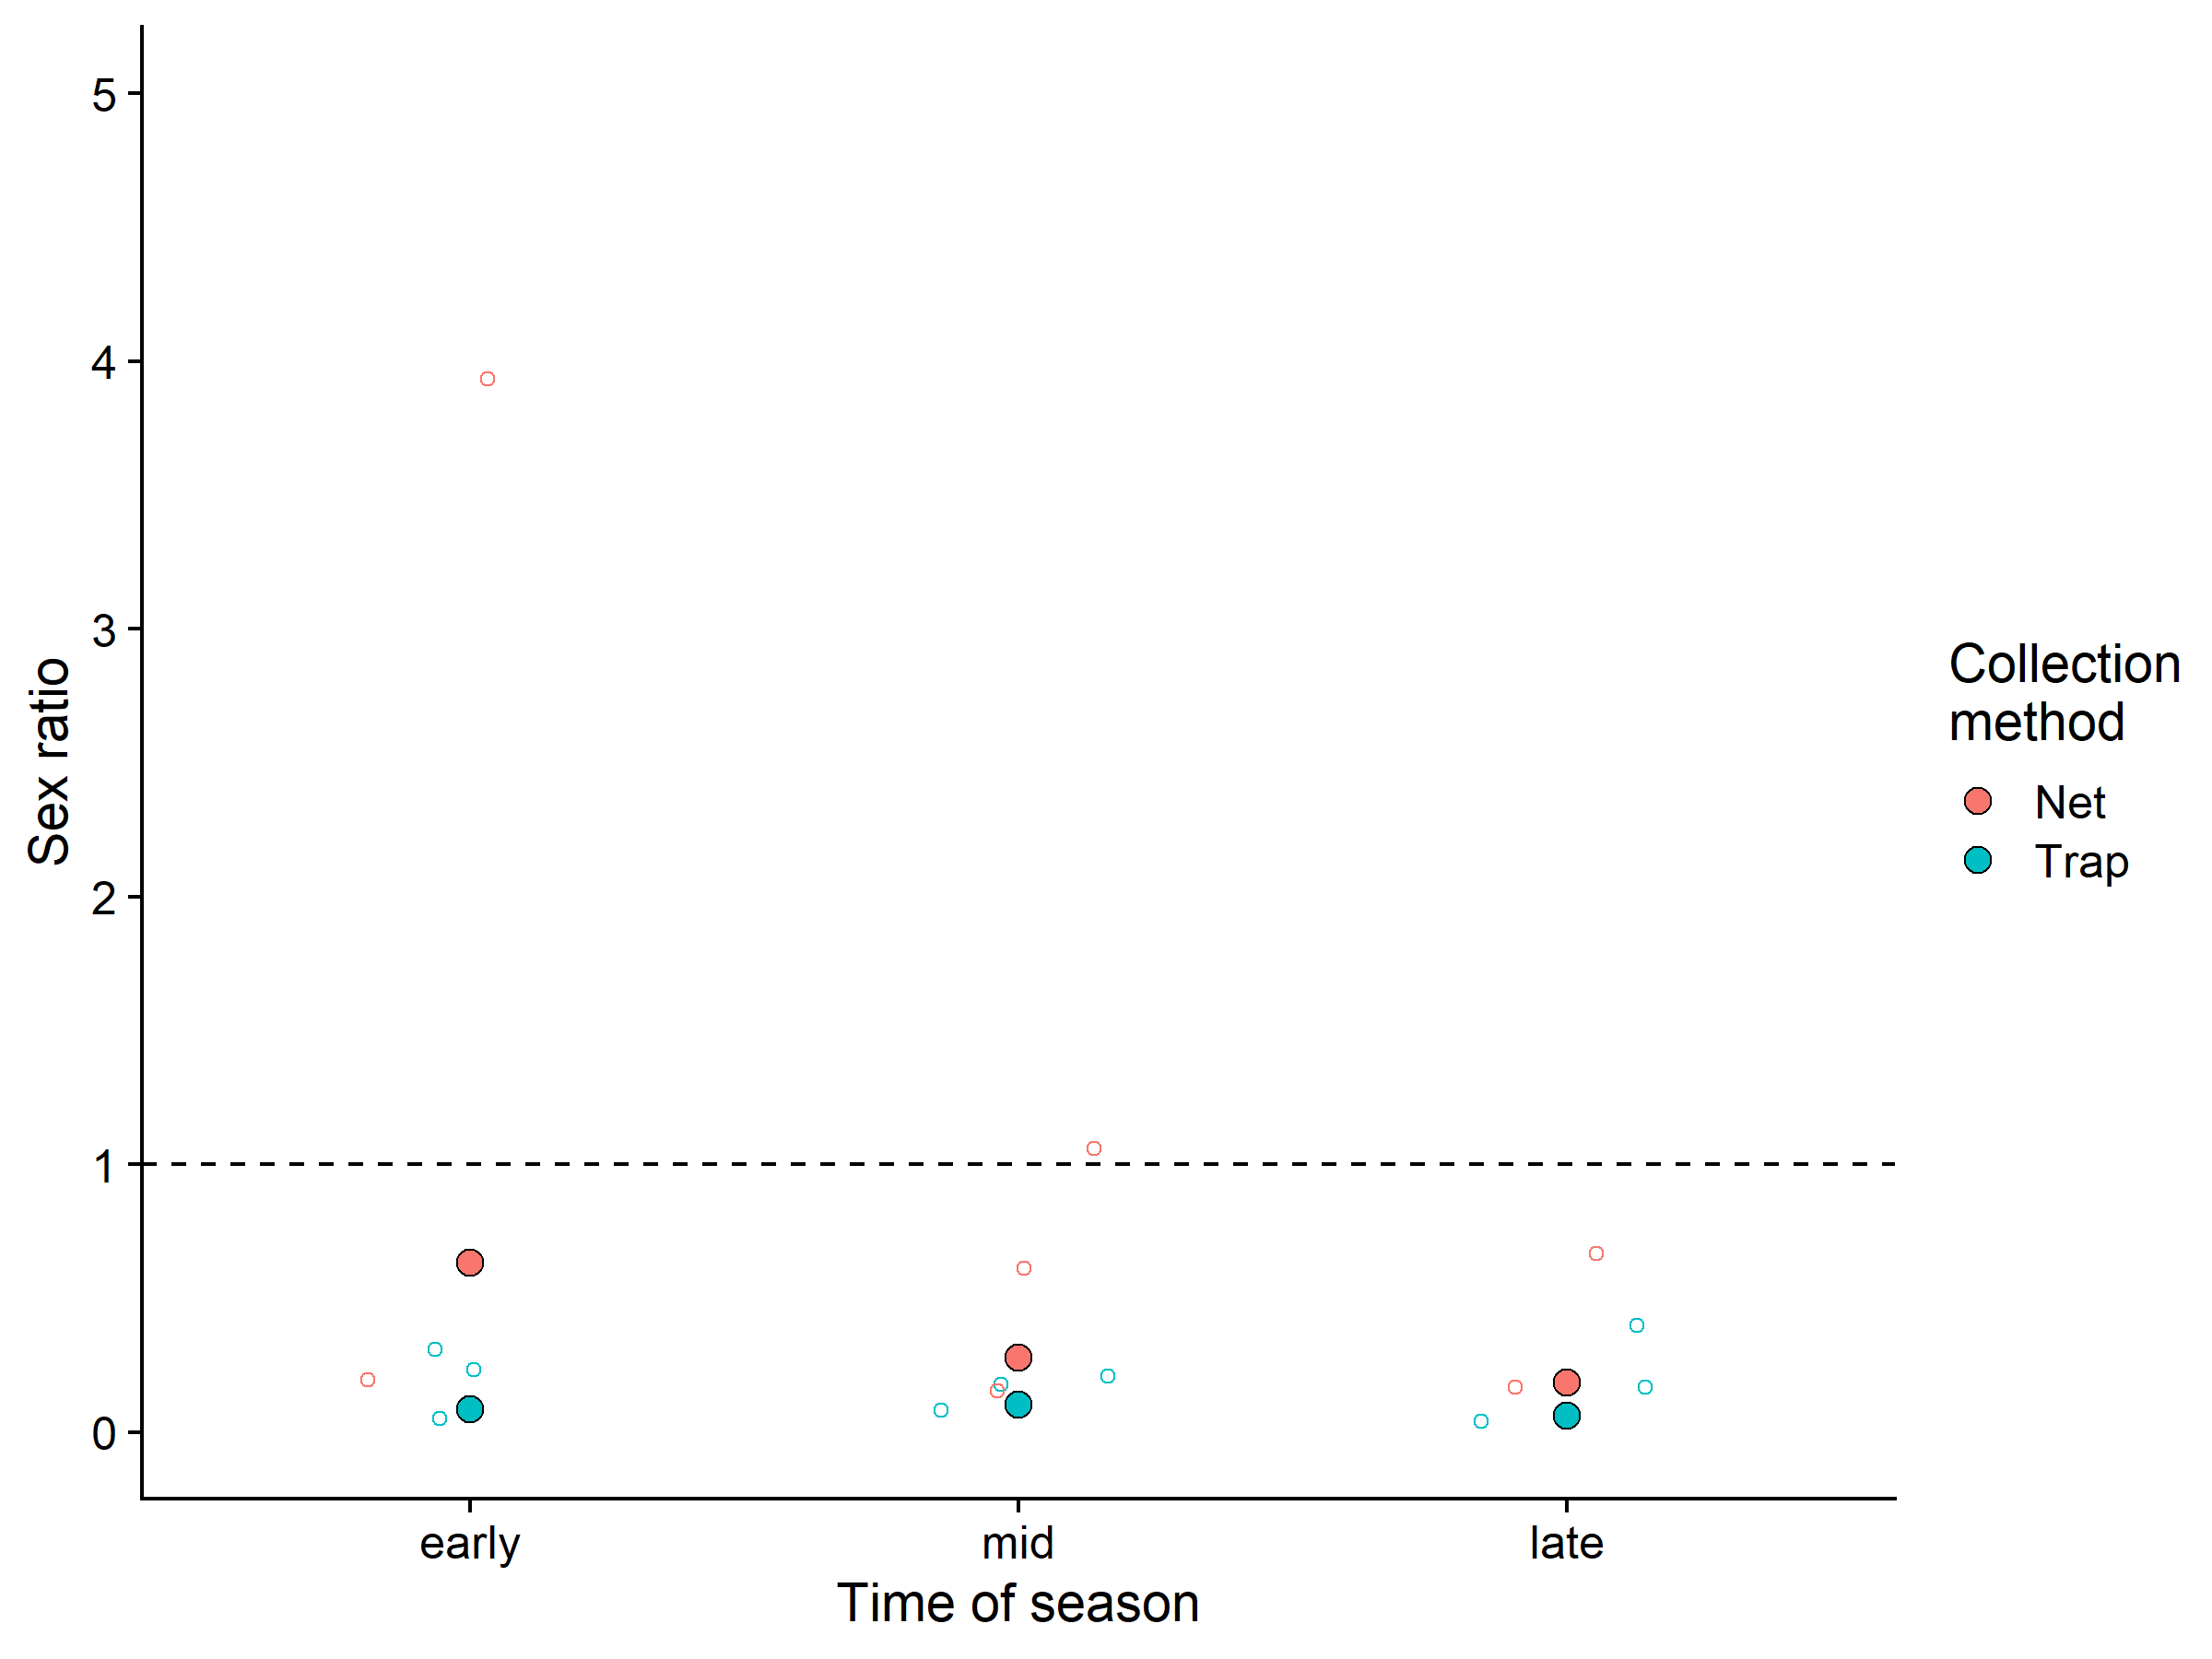 Sex ratio
5
4
3
2
1
0
early mid late
Time of season
Collection
method
Net
Trap